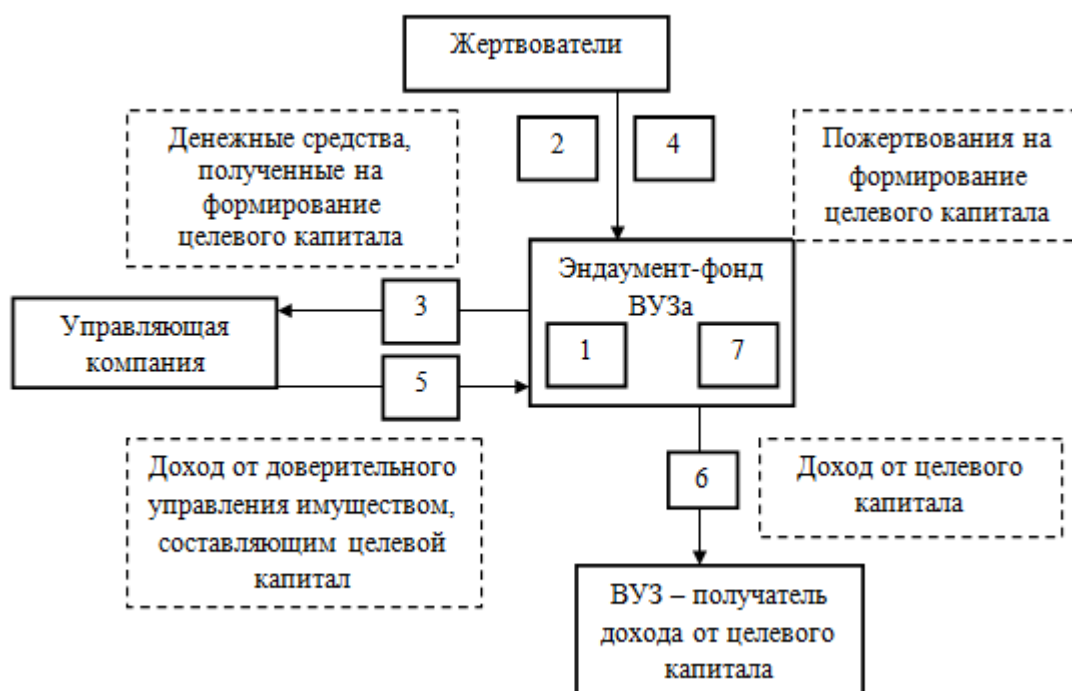 Жертвователи
Денежные средства,
полученные на
формирование
целевого капитала
2
4
Пожертвования на
формирование
целевого капитала
Эндаумент-фонд
ВУЗа
1
7
3
Управляющая
компания
5
Доход от доверительного
управления имуществом,
составляющим целевой
капитал
6
Доход от целевого
капитала
ВУЗ – получатель
дохода от целевого
капитала